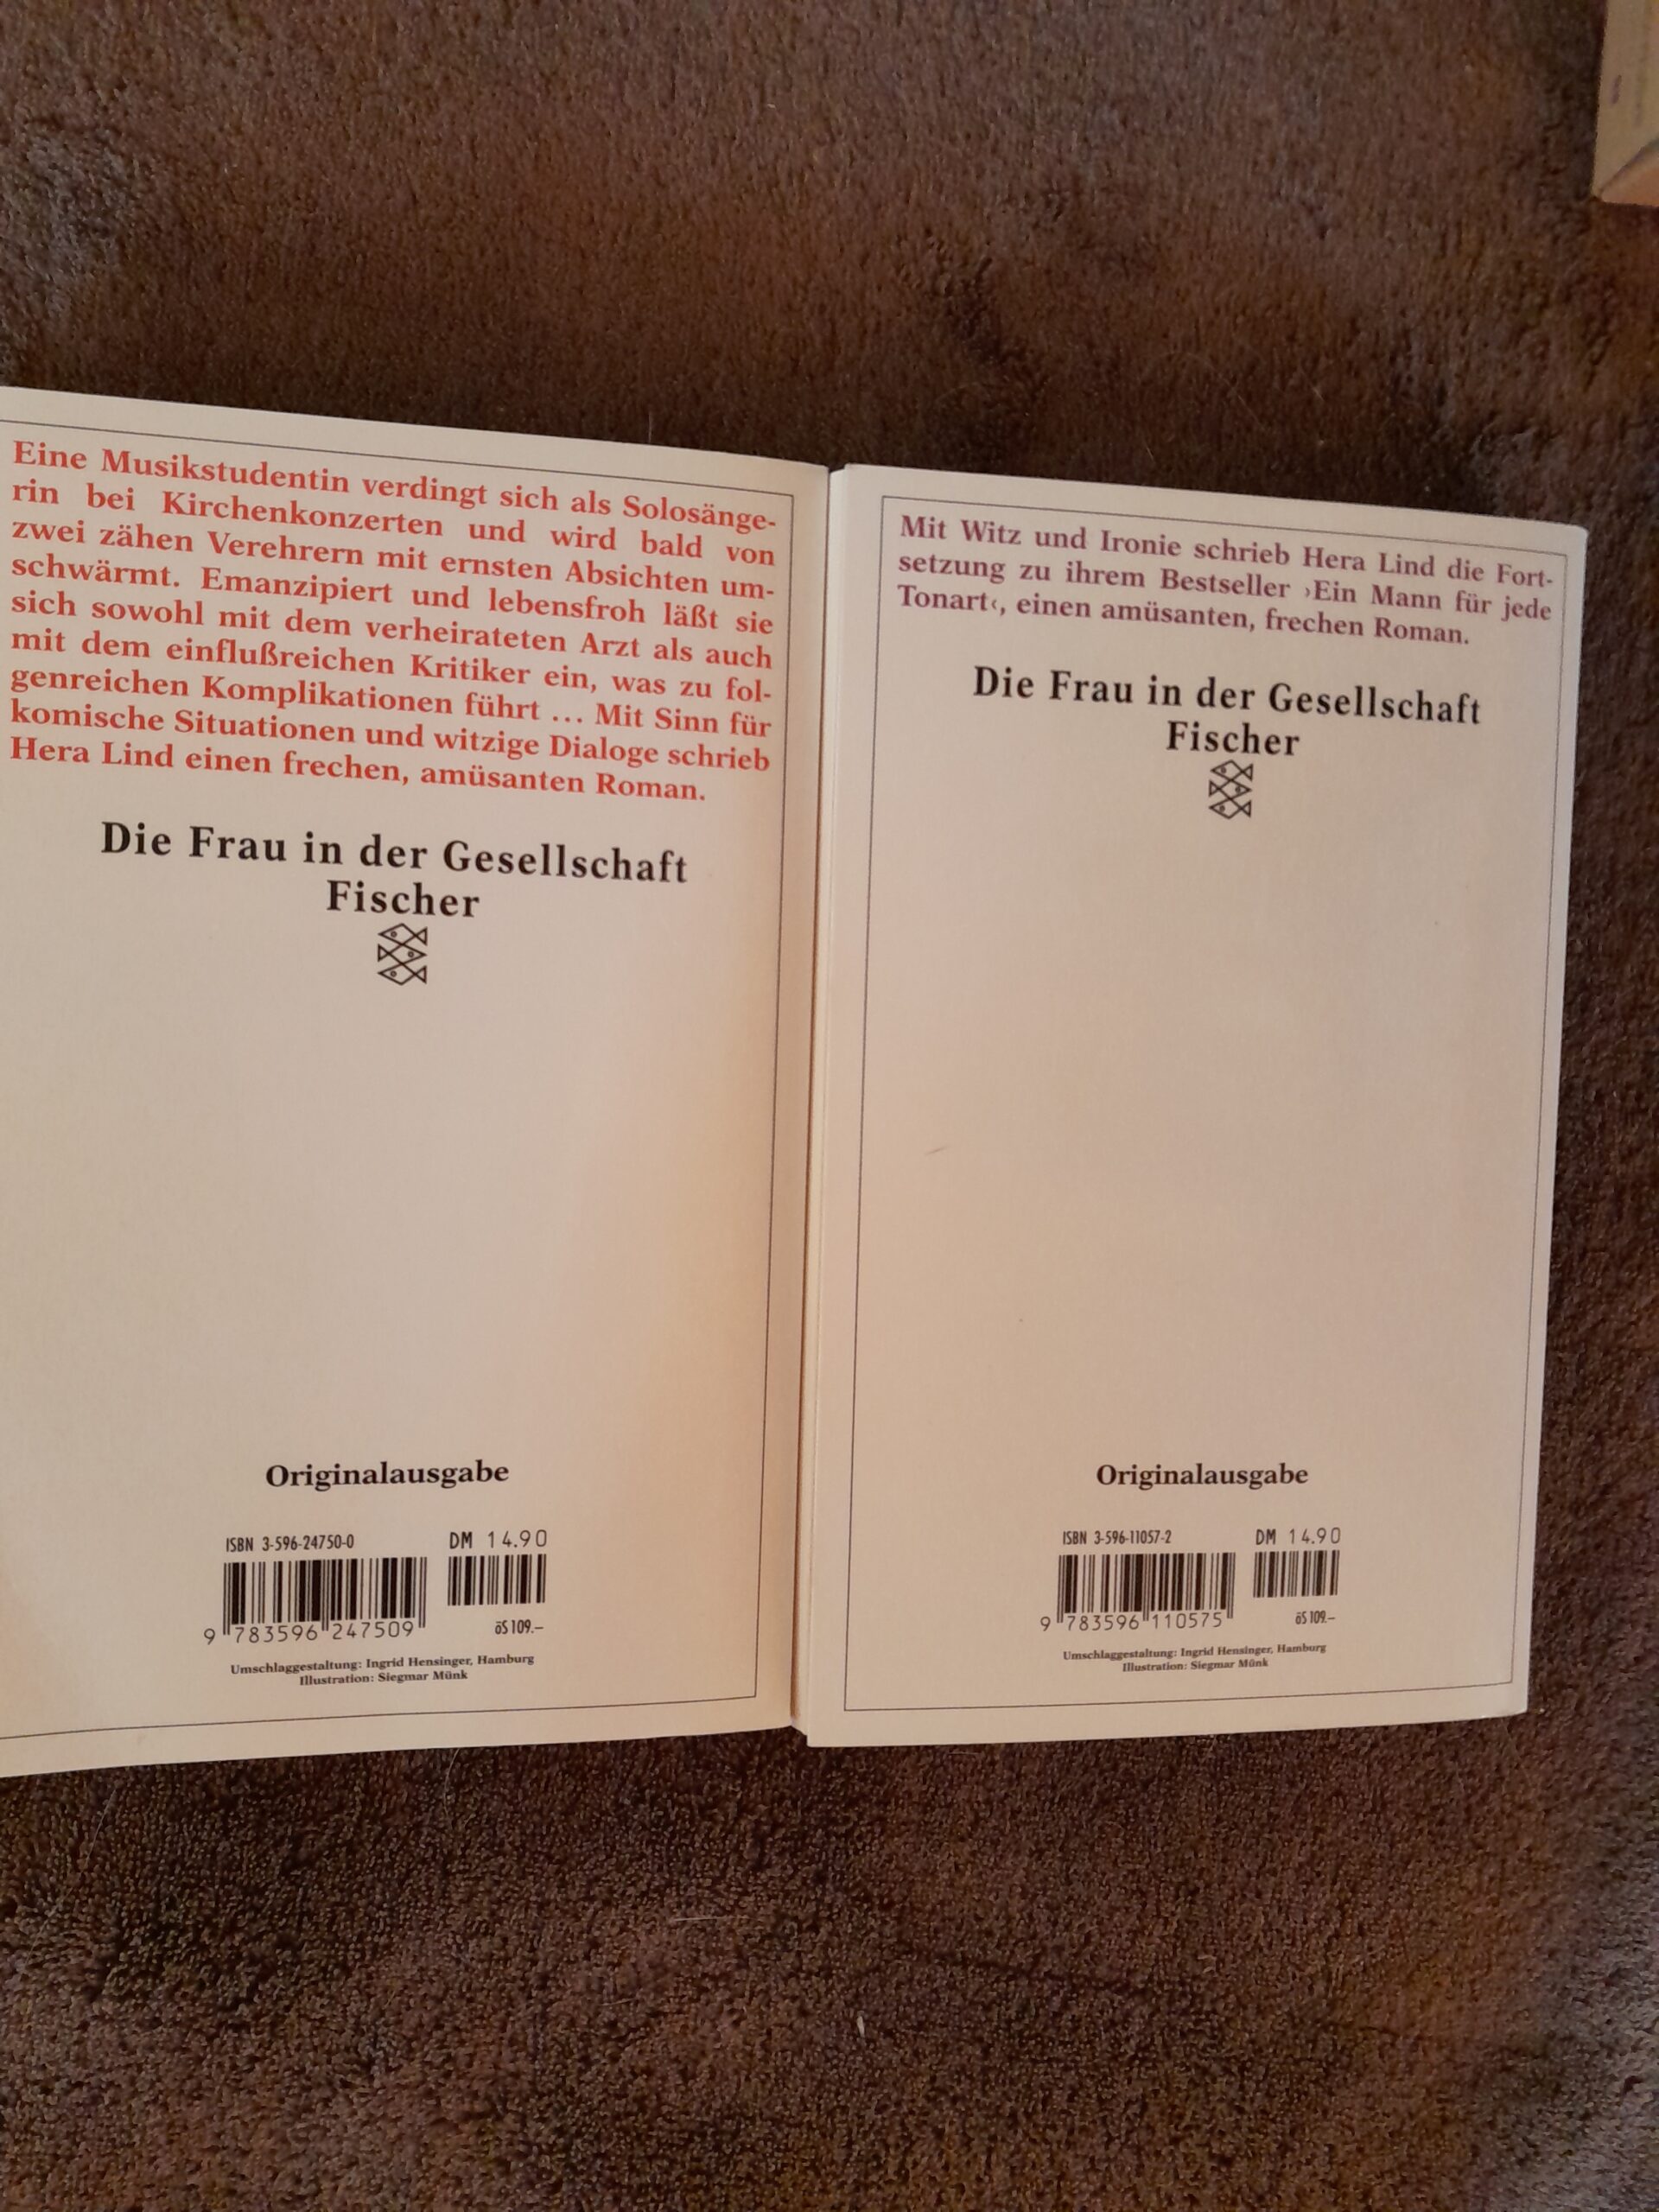 Eine Musikstudentin verdingt sich als Solosänge-
rin bei Kirchenkonzerten und wird bald von
zwei zähen Verehrern mit ernsten Absichten um-
schwärmt. Emanzipiert und lebensfroh läßt sie
sich sowohl mit dem verheirateten Arzt als auch
mit dem einflußreichen Kritiker ein, was zu fol-
genreichen Komplikationen führt ... Mit Sinn für
komische Situationen und witzige Dialoge schrieb
Hera Lind einen frechen, amüsanten Roman.
Die Frau in der Gesellschaft
Fischer
Originalausgabe
ISBN 3-596-24750-0
DM 14.90
9 783596 247509
öS 109.–
Umschlaggestaltung: Ingrid Hensinger, Hamburg
Illustration: Siegmar Münk
Mit Witz und Ironie schrieb Hera Lind die Fort-
setzung zu ihrem Bestseller ›Ein Mann für jede
Tonart‹, einen amüsanten, frechen Roman.
Die Frau in der Gesellschaft
Fischer
Originalausgabe
ISBN 3-596-11057-2
DM 14.90
9 783596 110575
öS 109.–
Umschlaggestaltung: Ingrid Hensinger, Hamburg
Illustration: Siegmar Münk